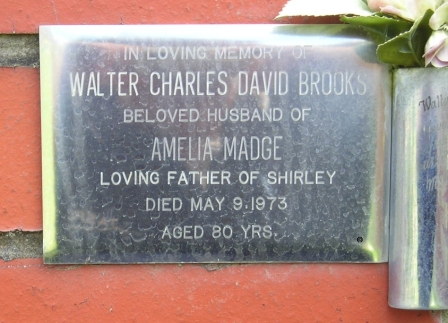 IN LOVING MEMORY OF
WALTER CHARLES DAVID BROOKS
BELOVED HUSBAND OF
AMELIA MADGE
LOVING FATHER OF SHIRLEY
DIED MAY 9, 1973
AGED 80 YRS.